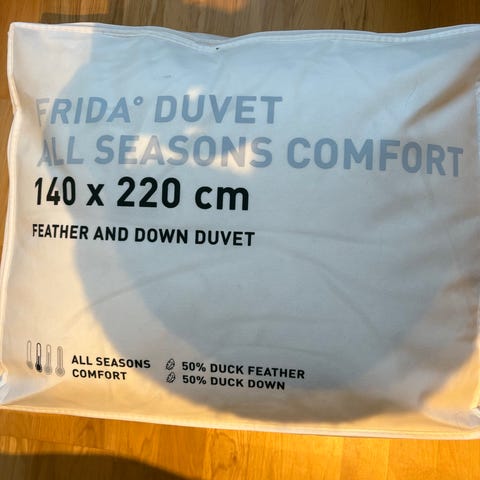 FRIDA° DUVET
ALL SEASONS COMFORT
140 x 220 cm
FEATHER AND DOWN DUVET
ALL SEASONS
COMFORT
50% DUCK FEATHER
50% DUCK DOWN